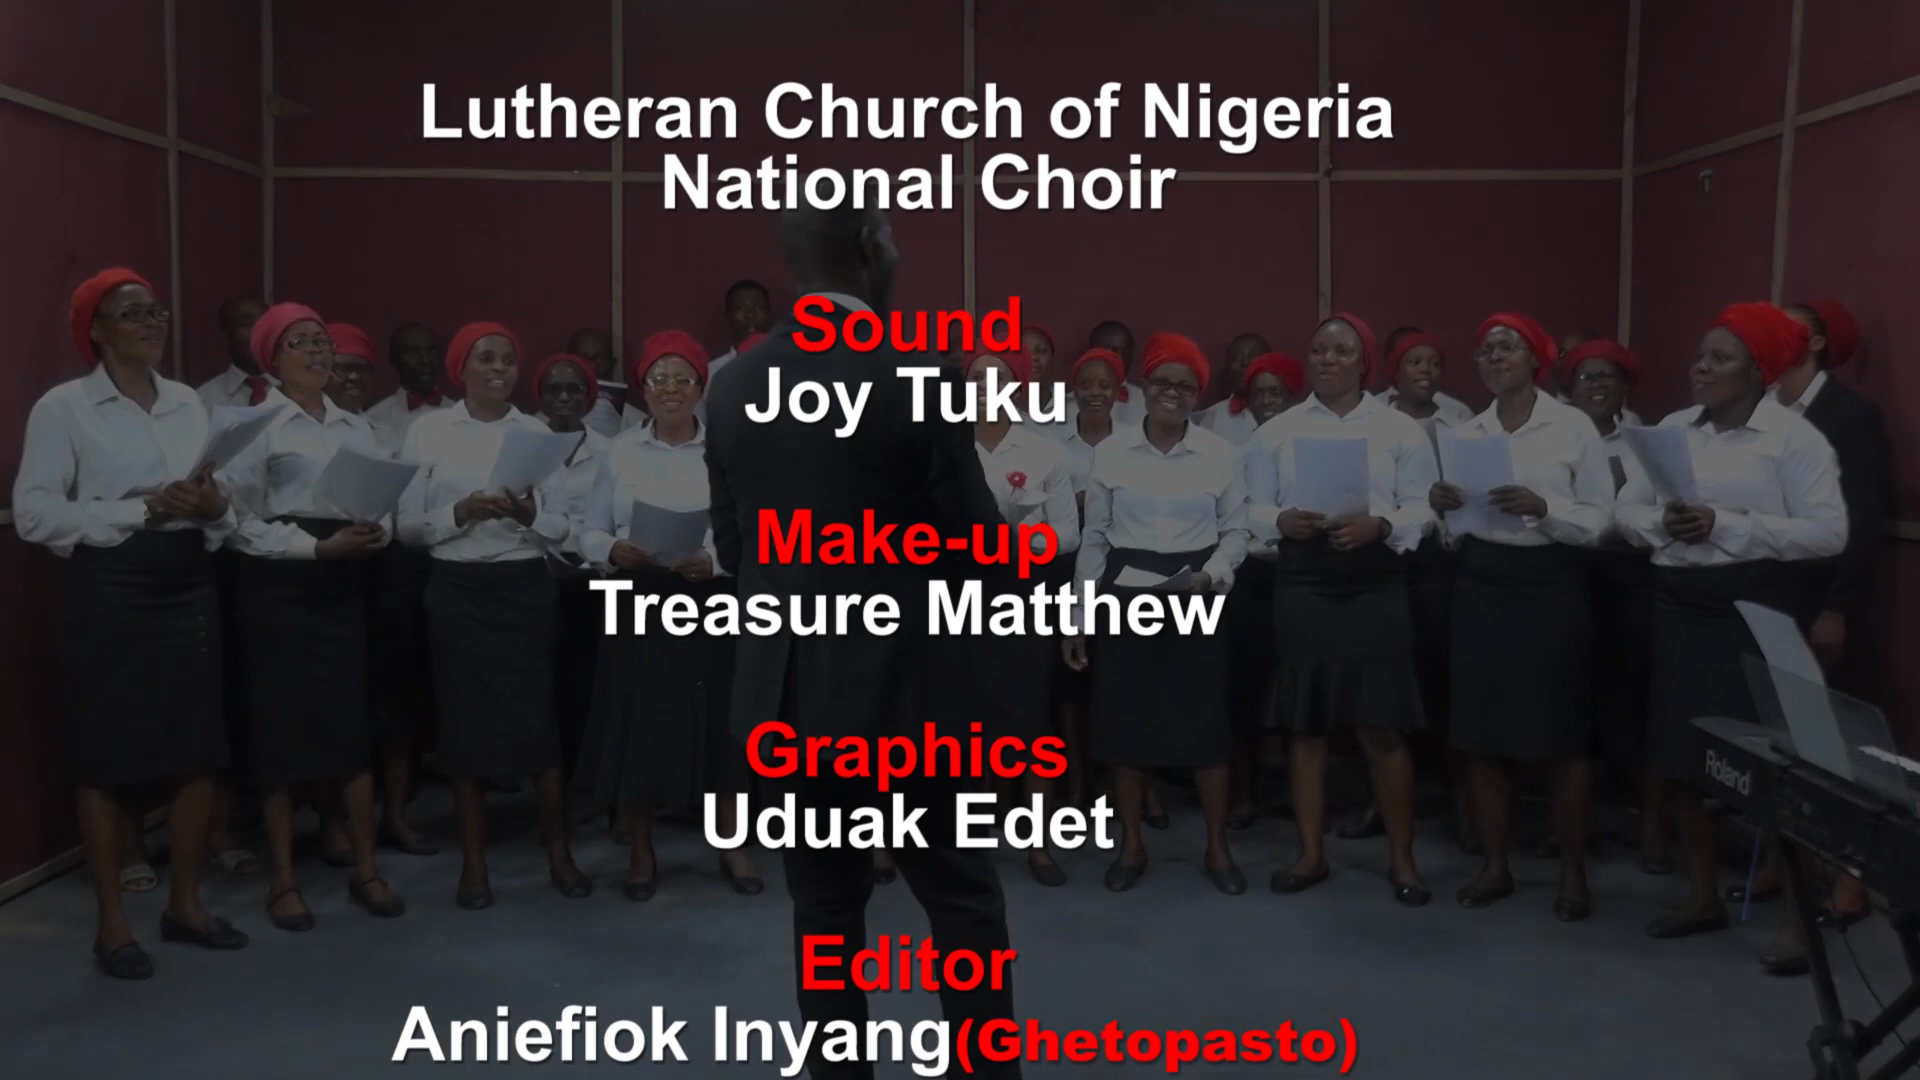 Lutheran Church of Nigeria
National Choir
Sound
Joy Tuku
Make-up
Treasure Matthew
Graphics
Uduak Edet
Editor
Aniefiok Inyang(Ghetopasto)
Roland